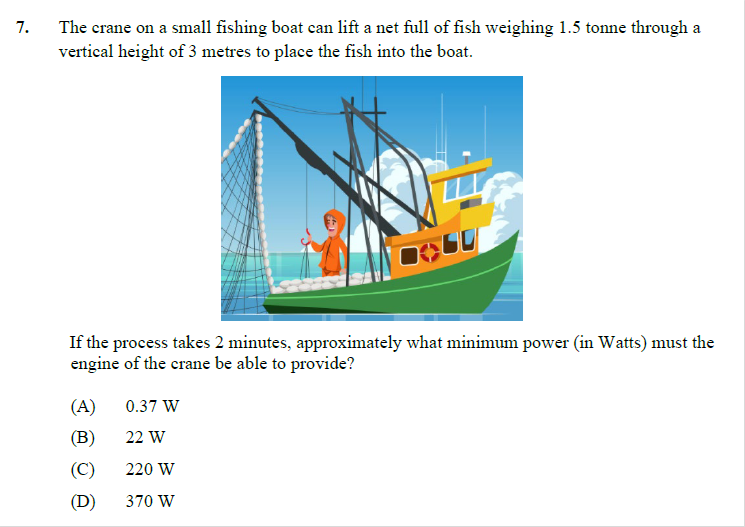 7. The crane on a small fishing boat can lift a net full of fish weighing 1.5 tonne through a
vertical height of 3 metres to place the fish into the boat.
If the process takes 2 minutes, approximately what minimum power (in Watts) must the
engine of the crane be able to provide?
(A) 0.37 W
(B) 22 W
(C) 220 W
(D) 370 W